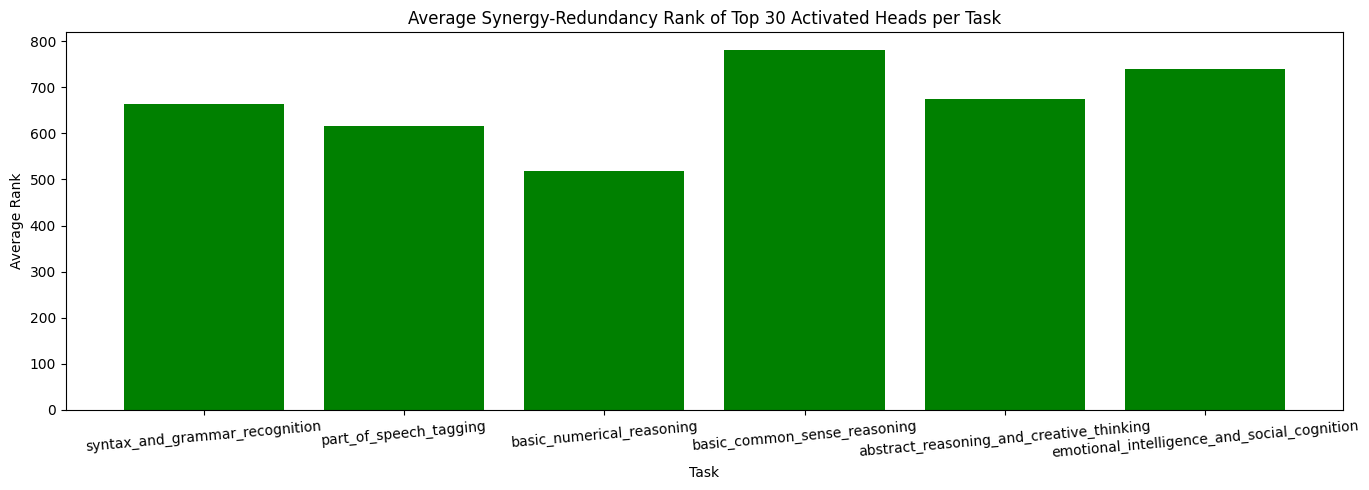 Average Synergy-Redundancy Rank of Top 30 Activated Heads per Task
Average Rank
800
700
600
500
400
300
200
100
0
syntax_and_grammar_recognition
part_of_speech_tagging
basic_numerical_reasoning
basic_common_sense_reasoning
abstract_reasoning_and_creative_thinking
emotional_intelligence_and_social_cognition
Task